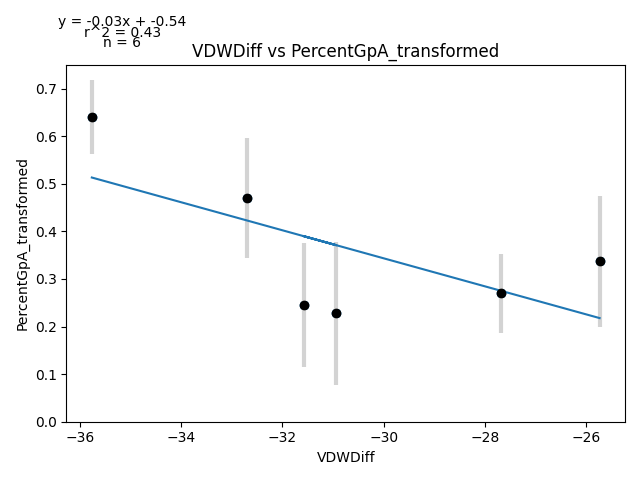 y = -0.03x + -0.54
r^2 = 0.43
n = 6
VDWDiff vs PercentGpA_transformed
PercentGpA_transformed
0.7
0.6
0.5
0.4
0.3
0.2
0.1
0.0
−36
−34
−32
−30
−28
−26
VDWDiff